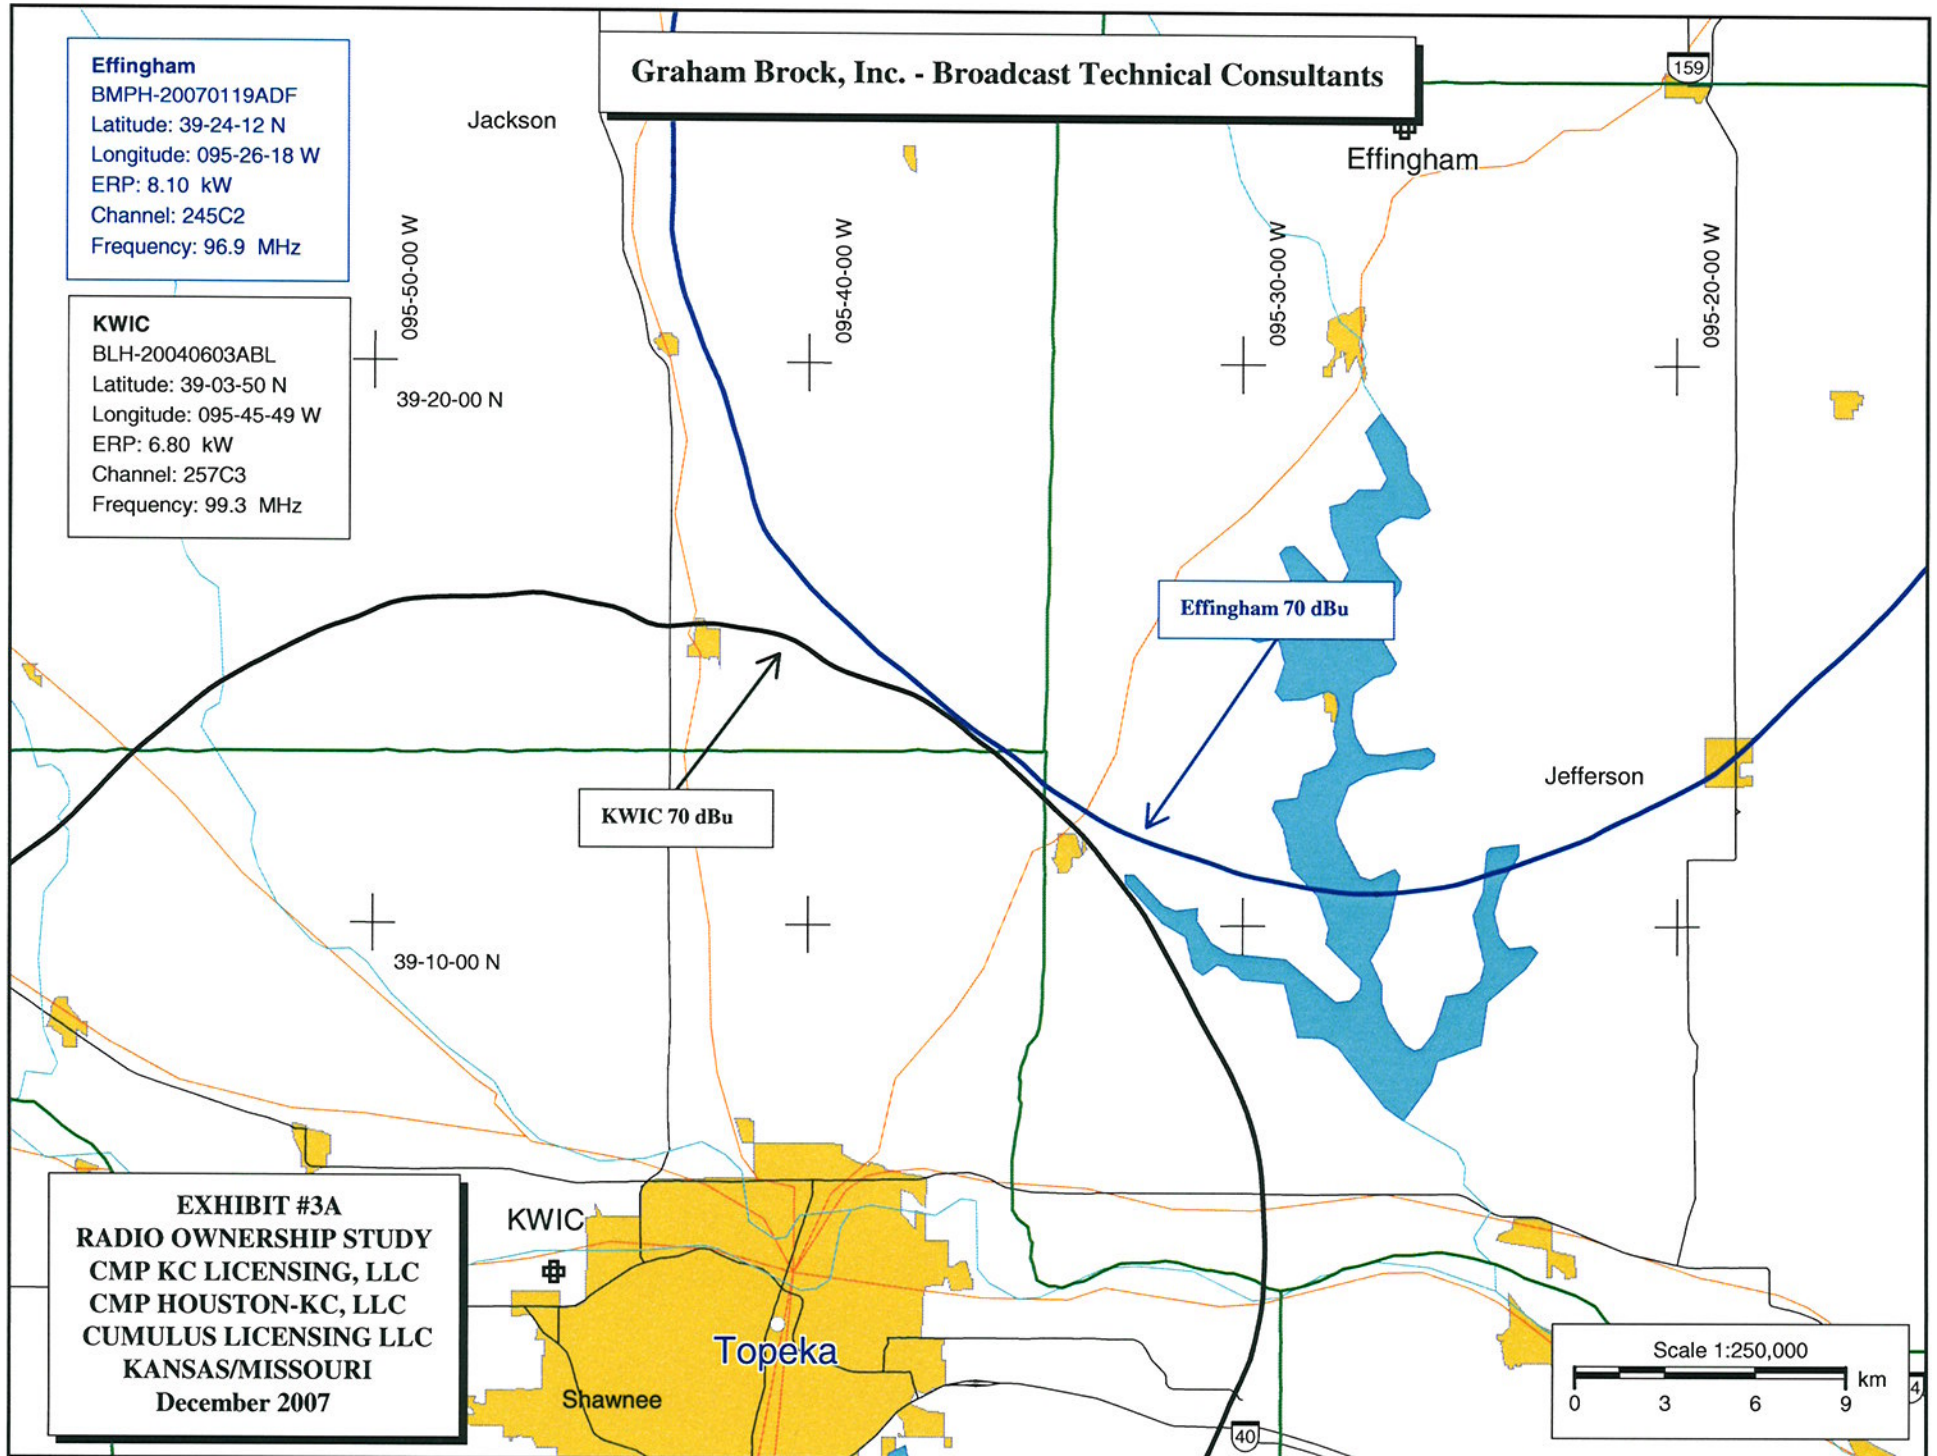 Graham Brock, Inc. - Broadcast Technical Consultants
Effingham
BMPH-20070119ADF
Latitude: 39-24-12 N
Longitude: 095-26-18 W
ERP: 8.10 kW
Channel: 245C2
Frequency: 96.9 MHz
KWIC
BLH-20040603ABL
Latitude: 39-03-50 N
Longitude: 095-45-49 W
ERP: 6.80 kW
Channel: 257C3
Frequency: 99.3 MHz
Jackson
Effingham
159
095-50-00 W
095-40-00 W
095-30-00 W
095-20-00 W
39-20-00 N
Effingham 70 dBu
Jefferson
KWIC 70 dBu
39-10-00 N
KWIC
Topeka
Shawnee
40
4
EXHIBIT #3A
RADIO OWNERSHIP STUDY
CMP KC LICENSING, LLC
CMP HOUSTON-KC, LLC
CUMULUS LICENSING LLC
KANSAS/MISSOURI
December 2007
Scale 1:250,000
km
0 3 6 9